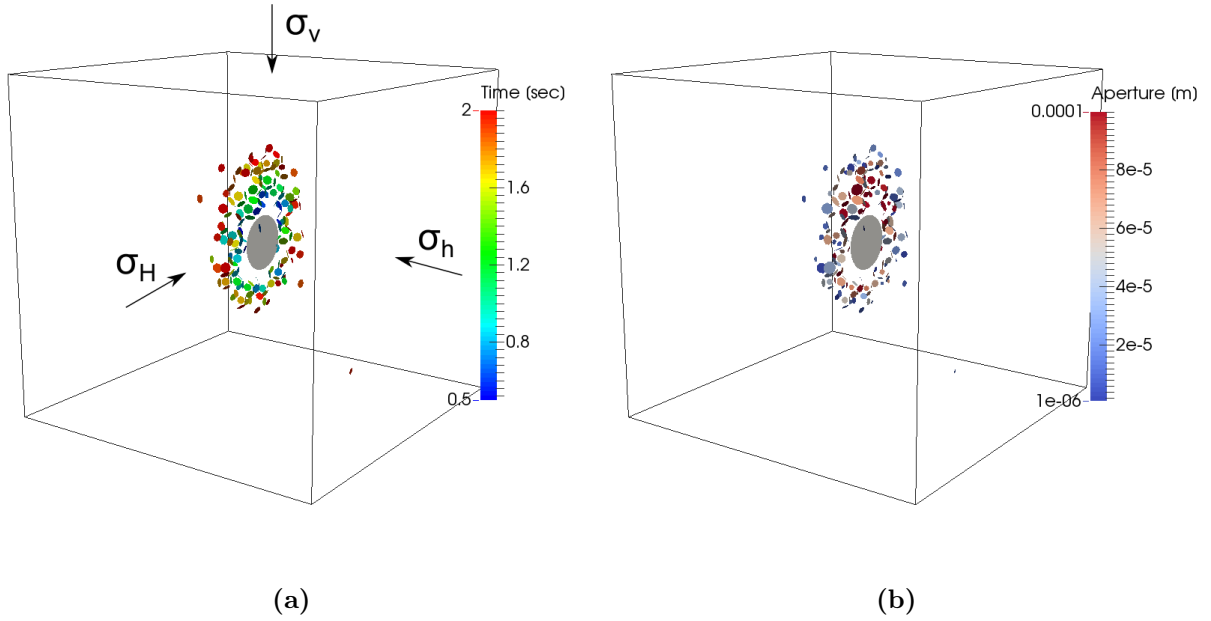 σv
Time [sec]
2
1.6
1.2
0.8
0.5
σH
σh
(a)
Aperture [m]
0.0001
8e-5
6e-5
4e-5
2e-5
1e-06
(b)